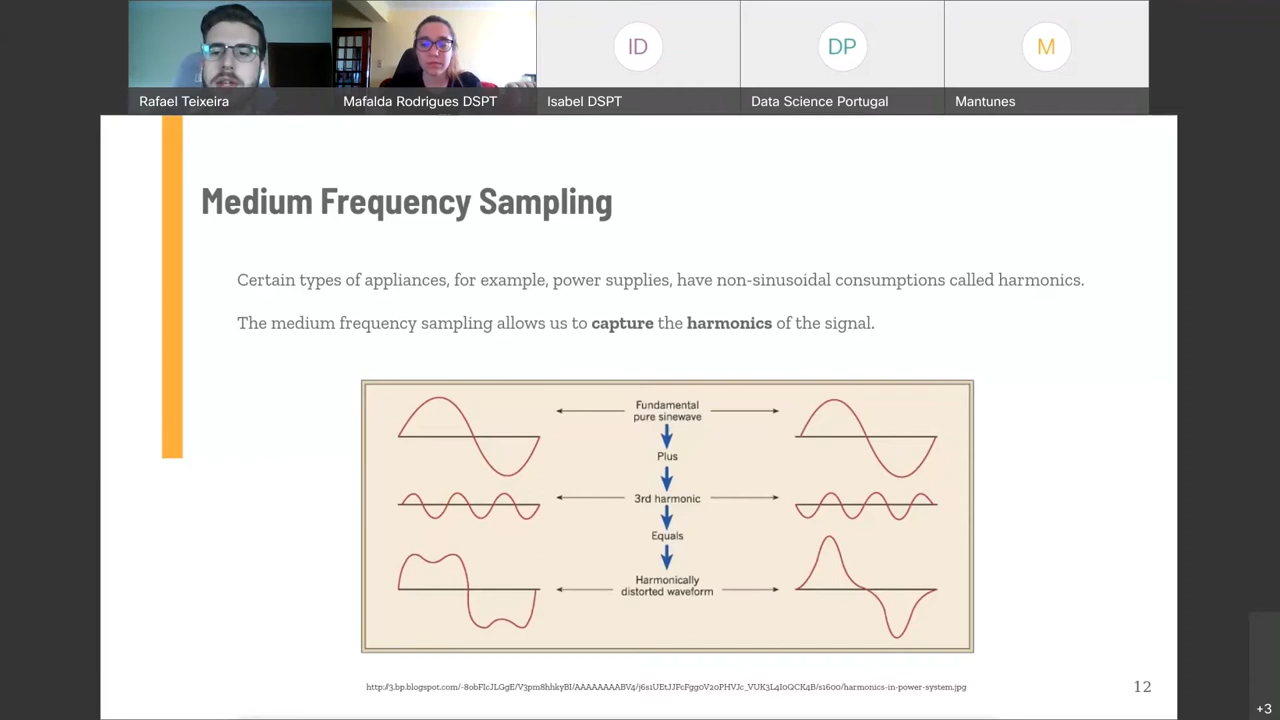 ID
DP
M
Rafael Teixeira
Mafalda Rodrigues DSPT
Isabel DSPT
Data Science Portugal
Mantunes
Medium Frequency Sampling
Certain types of appliances, for example, power supplies, have non-sinusoidal consumptions called harmonics.
The medium frequency sampling allows us to capture the harmonics of the signal.
Fundamental
pure sinewave
Plus
3rd harmonic
Equals
Harmonically
distorted waveform
12
+3